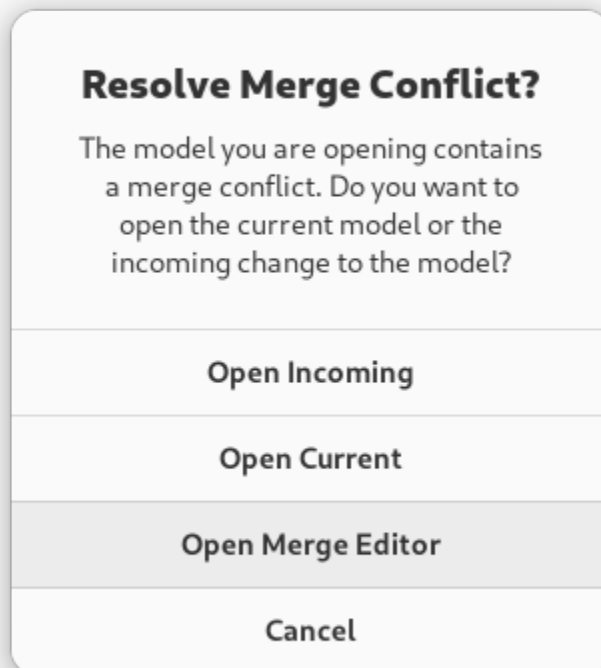 Resolve Merge Conflict?
The model you are opening contains
a merge conflict. Do you want to
open the current model or the
incoming change to the model?
Open Incoming
Open Current
Open Merge Editor
Cancel